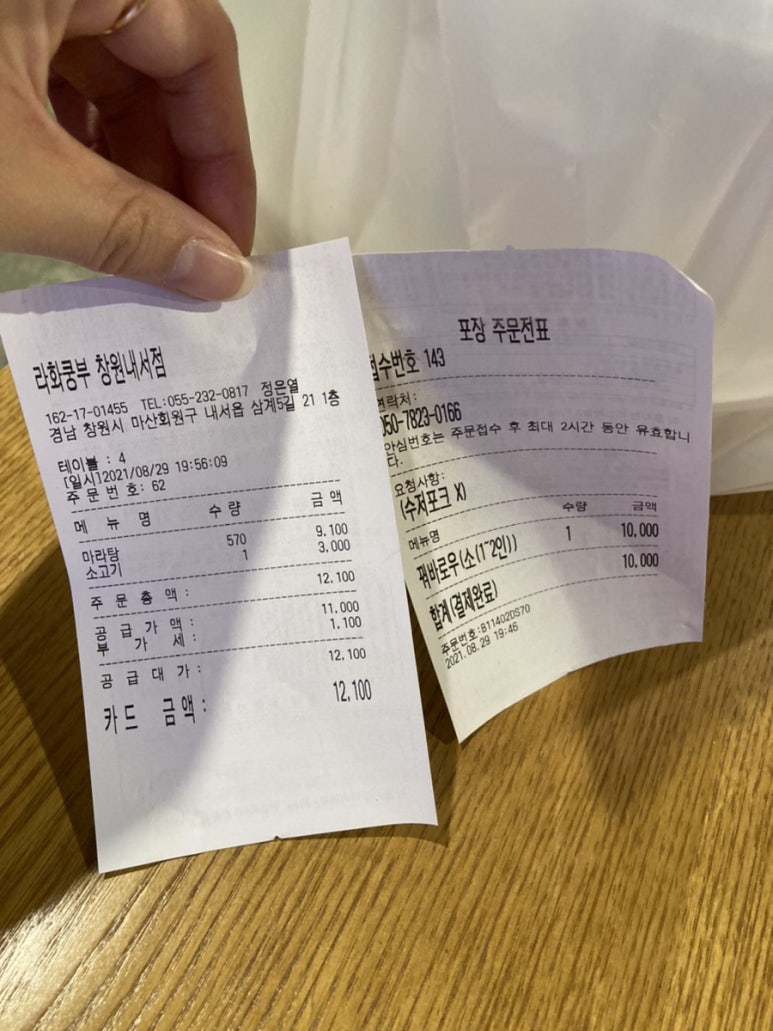 라화쿵부 창원내서점
162-17-01455 TEL:055-232-0817 정은열
경남 창원시 마산회원구 내서읍 삼계5길 21 1층
테이블 : 4
[일시]2021/08/29 19:56:09
주문번호: 62
메 뉴 명 수 량 금 액
마라탕 570 9,100
소고기 1 3,000
주 문 총 액 : 12,100
공 급 가 액 : 11,000
부 가 세 : 1,100
공 급 대 가 : 12,100
카드 금액 : 12,100
포장 주문전표
접수번호 143
연락처:
050-7823-0166
안심번호는 주문접수 후 최대 2시간 동안 유효합니
다.
요청사항:
(수저포크 X)
메뉴명 수량 금액
꿔바로우(소(1~2인)) 1 10,000
합계(결제완료) 10,000
주문번호:B11402DS70
2021.08.29 19:46